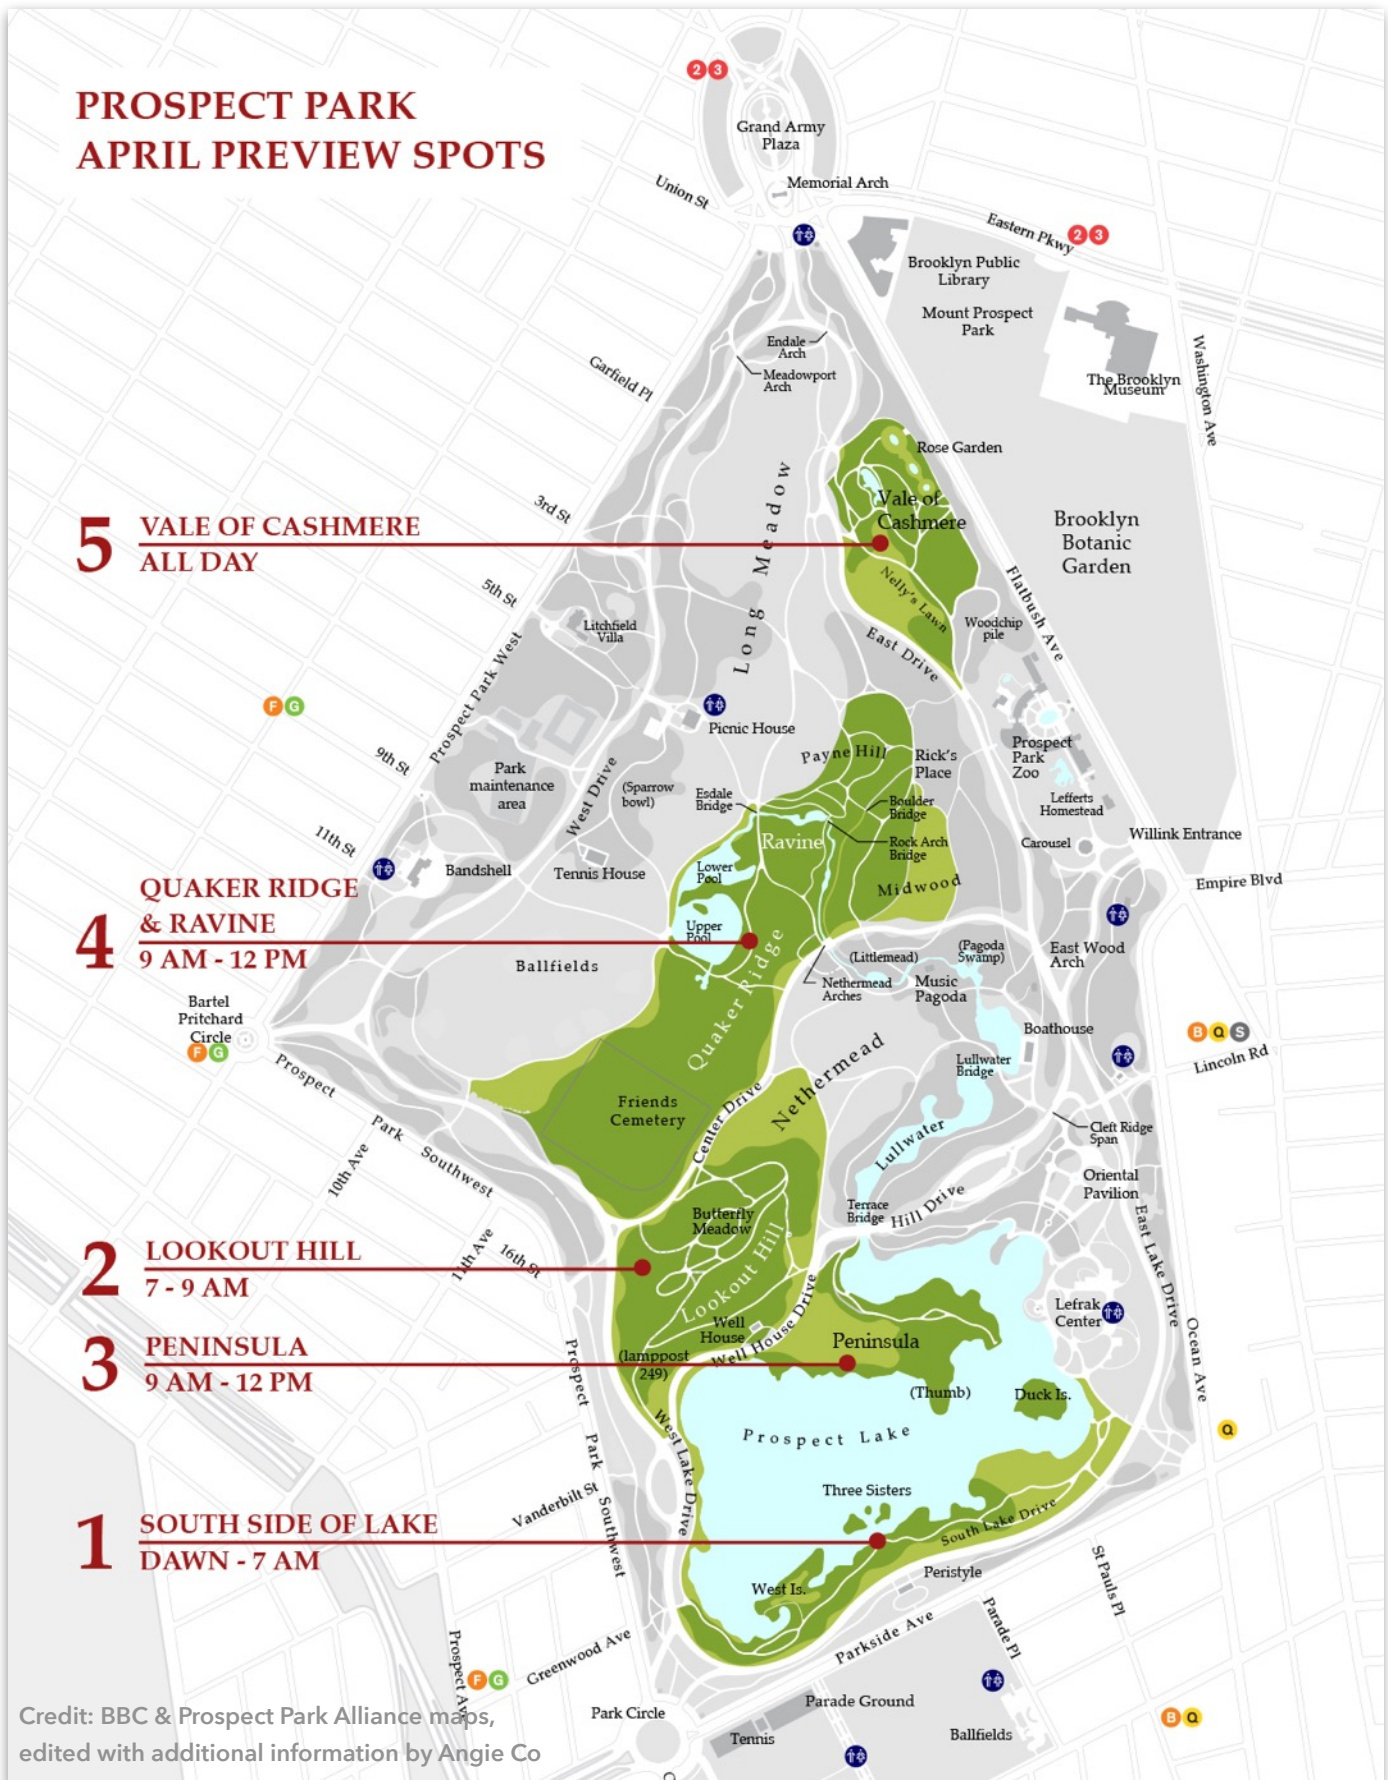 PROSPECT PARK
APRIL PREVIEW SPOTS
2 3
Grand Army
Plaza
Memorial Arch
Union St
Eastern Pkwy
2 3
Brooklyn Public
Library
Mount Prospect
Park
The Brooklyn
Museum
Washington Ave
Endale
Arch
Meadowport
Arch
Garfield Pl
Rose Garden
Vale of
Cashmere
Long Meadow
3rd St
5 VALE OF CASHMERE
ALL DAY
Brooklyn
Botanic
Garden
Flatbush Ave
Nelly's Lawn
5th St
Litchfield
Villa
Woodchip
pile
East Drive
Prospect Park West
F G
Picnic House
9th St
Payne Hill
Rick's
Place
Prospect
Park
Zoo
Park
maintenance
area
West Drive
(Sparrow
bowl)
Esdale
Bridge
Boulder
Bridge
Lefferts
Homestead
11th St
Ravine
Rock Arch
Bridge
Carousel
Willink Entrance
Bandshell
Tennis House
Lower
Pool
Midwood
Empire Blvd
4 QUAKER RIDGE
& RAVINE
9 AM - 12 PM
Upper
Pool
Quaker Ridge
Ballfields
(Littlemead)
(Pagoda
Swamp)
East Wood
Arch
Nethermead
Arches
Music
Pagoda
Bartel
Pritchard
Circle
F G
Boathouse
B Q S
Lincoln Rd
Prospect Park Southwest
Nethermead
Lullwater
Bridge
Friends
Cemetery
Center Drive
Lullwater
Cleft Ridge
Span
10th Ave
Oriental
Pavilion
Butterfly
Meadow
Terrace
Bridge
Hill Drive
East Lake Drive
2 LOOKOUT HILL
7 - 9 AM
11th Ave
16th St
Lookout Hill
Well House Drive
Lefrak
Center
Well
House
Ocean Ave
3 PENINSULA
9 AM - 12 PM
Peninsula
(lamppost
249)
(Thumb)
Duck Is.
Prospect Park Southwest
West Lake Drive
Prospect Lake
Q
Three Sisters
Vanderbilt St
1 SOUTH SIDE OF LAKE
DAWN - 7 AM
South Lake Drive
Peristyle
St Pauls Pl
West Is.
Parkside Ave
Parade Pl
Prospect Ave
F G
Greenwood Ave
Park Circle
Parade Ground
B Q
Tennis
Ballfields
Credit: BBC & Prospect Park Alliance maps,
edited with additional information by Angie Co